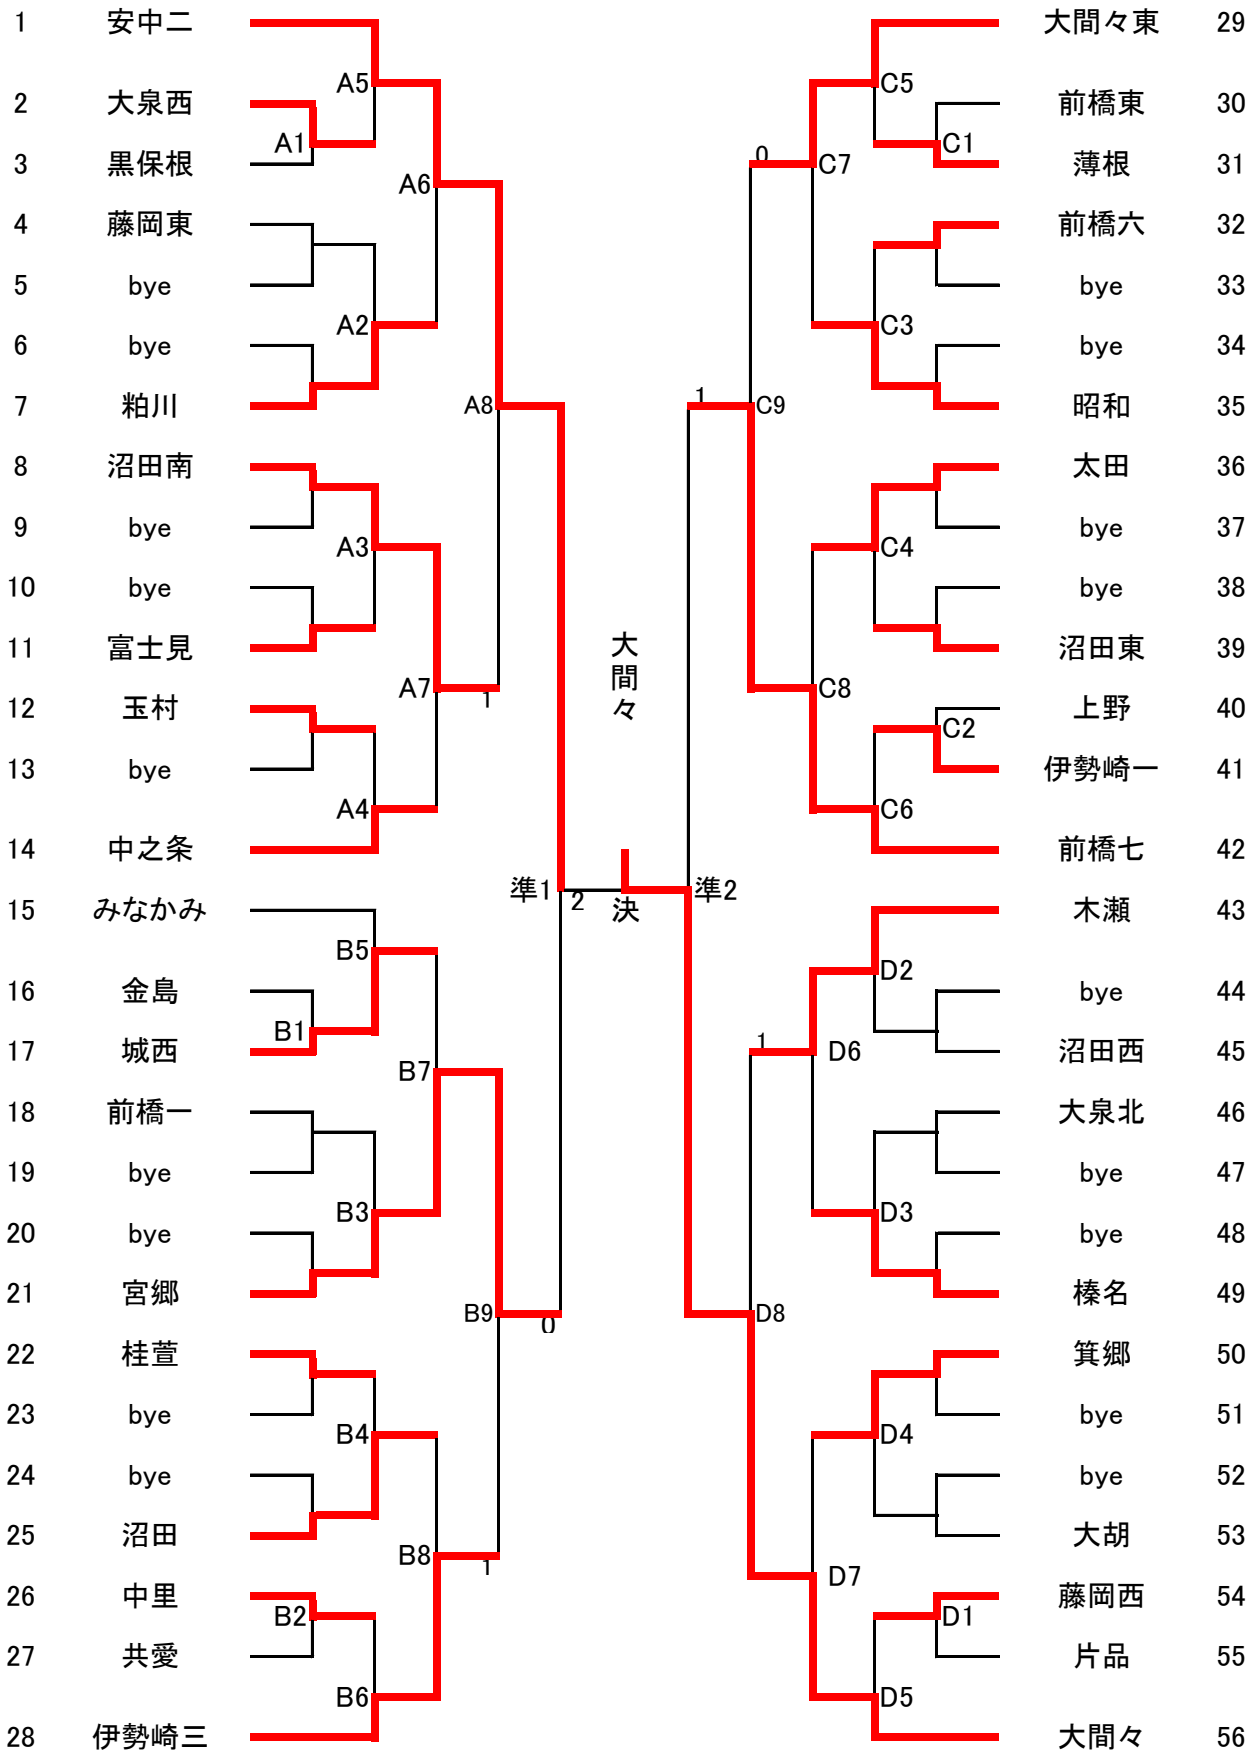 1 安中二
2 大泉西
3 黒保根
4 藤岡東
5 bye
6 bye
7 粕川
8 沼田南
9 bye
10 bye
11 富士見
12 玉村
13 bye
14 中之条
15 みなかみ
16 金島
17 城西
18 前橋一
19 bye
20 bye
21 宮郷
22 桂萱
23 bye
24 bye
25 沼田
26 中里
27 共愛
28 伊勢崎三
A5
A1
A6
A2
A8
A3
A7
1
A4
B5
B1
B7
B3
B9
0
B4
B8
1
B2
B6
大間々
準1
2
決
準2
大間々東 29
前橋東 30
薄根 31
前橋六 32
bye 33
bye 34
昭和 35
太田 36
bye 37
bye 38
沼田東 39
上野 40
伊勢崎一 41
前橋七 42
木瀬 43
bye 44
沼田西 45
大泉北 46
bye 47
bye 48
榛名 49
箕郷 50
bye 51
bye 52
大胡 53
藤岡西 54
片品 55
大間々 56
C5
C1
0
C7
C3
1
C9
C4
C8
C2
C6
D2
1
D6
D3
D8
D4
D7
D1
D5